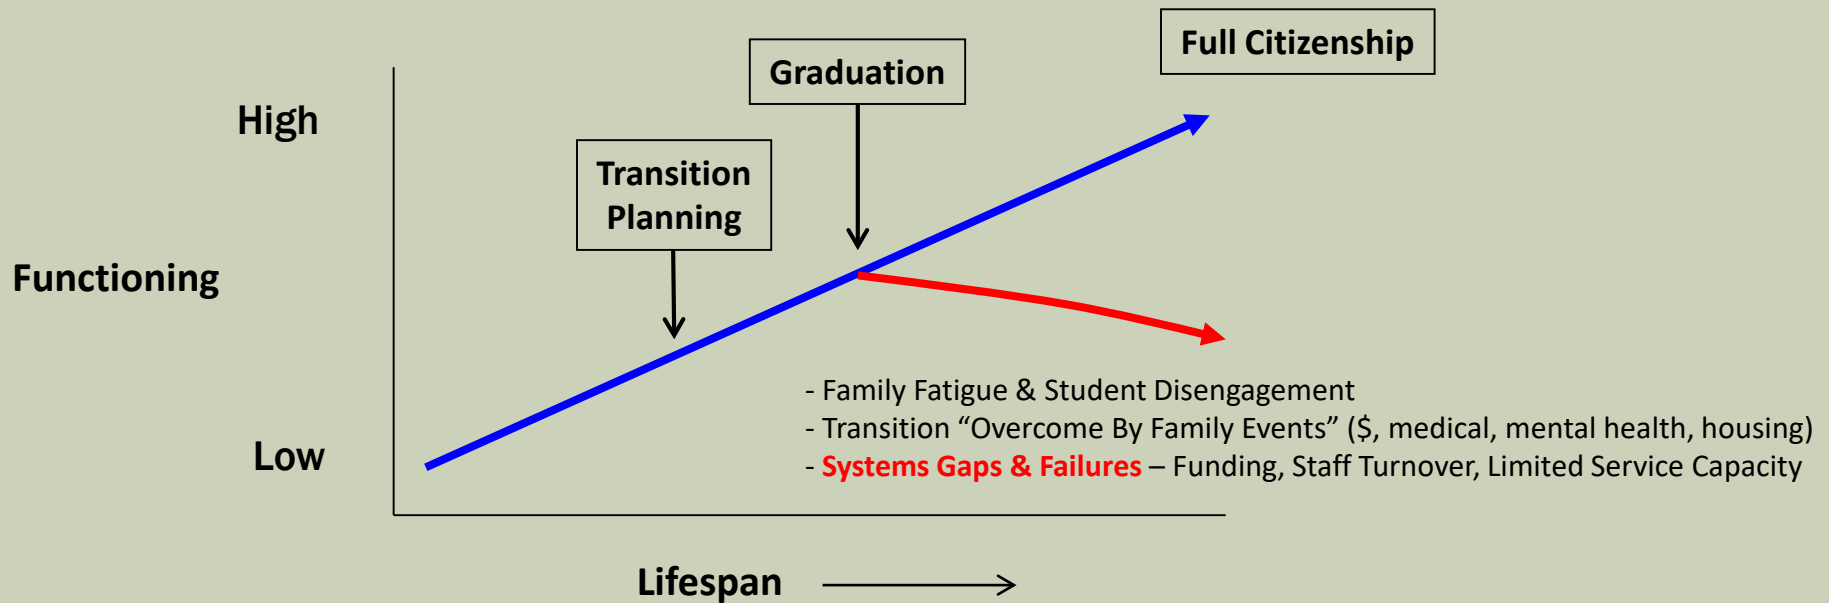 Full Citizenship
Graduation
High
Transition
Planning
Functioning
- Family Fatigue & Student Disengagement
- Transition “Overcome By Family Events” ($, medical, mental health, housing)
Low
- Systems Gaps & Failures – Funding, Staff Turnover, Limited Service Capacity
Lifespan